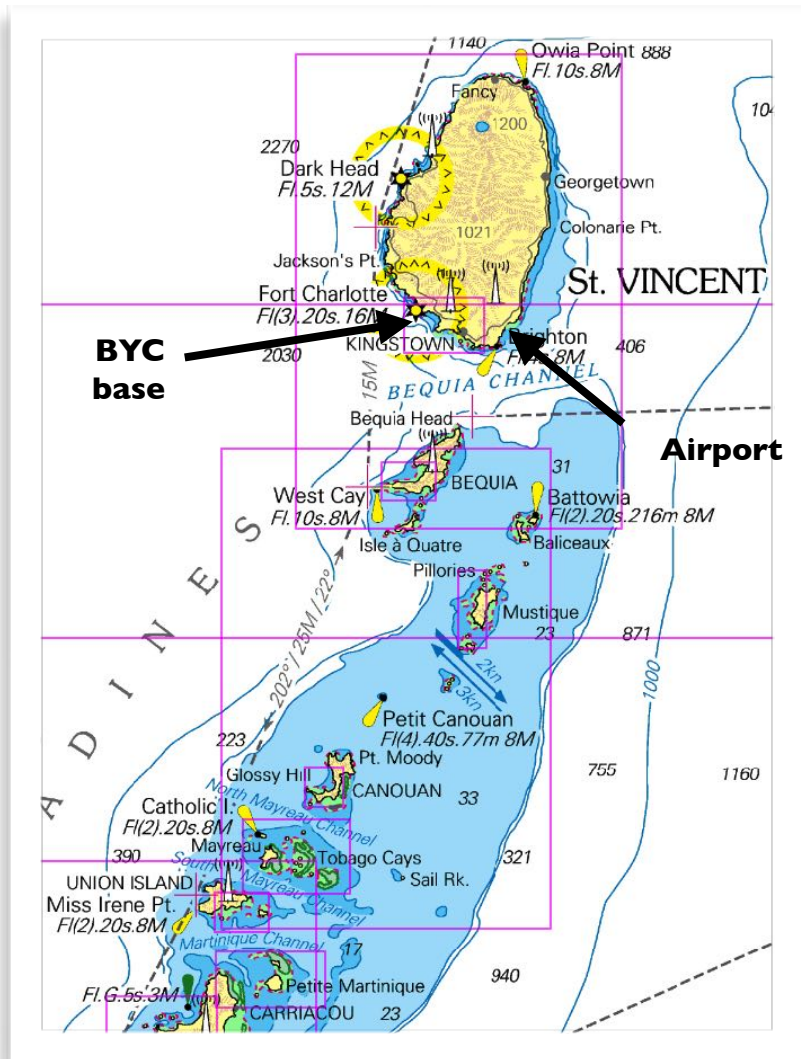 1140
Owia Point 888
Fl.10s.8M
Fancy
1200
10
2270
Dark Head
Fl.5s.12M
Georgetown
Colonarie Pt.
1021
Jackson's Pt.
St. VINCENT
Fort Charlotte
Fl(3).20s.16M
BYC
base
KINGSTOWN
Brighton
Fl.4s.8M
406
2030
BEQUIA CHANNEL
15M
Bequia Head
Airport
31
BEQUIA
West Cay
Fl.10s.8M
Battowia
Fl(2).20s.216m 8M
Isle à Quatre
Baliceaux
Pillories
Mustique
23
871
202°/25M/22°
2kn
3kn
1000
Petit Canouan
Fl(4).40s.77m 8M
223
Pt. Moody
Glossy Hill
CANOUAN
755
1160
33
ADINES
North Mayreau Channel
Catholic I.
Fl(2).20s.8M
Mayreau
390
Tobago Cays
321
South Mayreau Channel
Sail Rk.
UNION ISLAND
Miss Irene Pt.
Fl(2).20s.8M
Martinique Channel
17
940
Fl.G.5s.3M
Petite Martinique
CARRIACOU
23